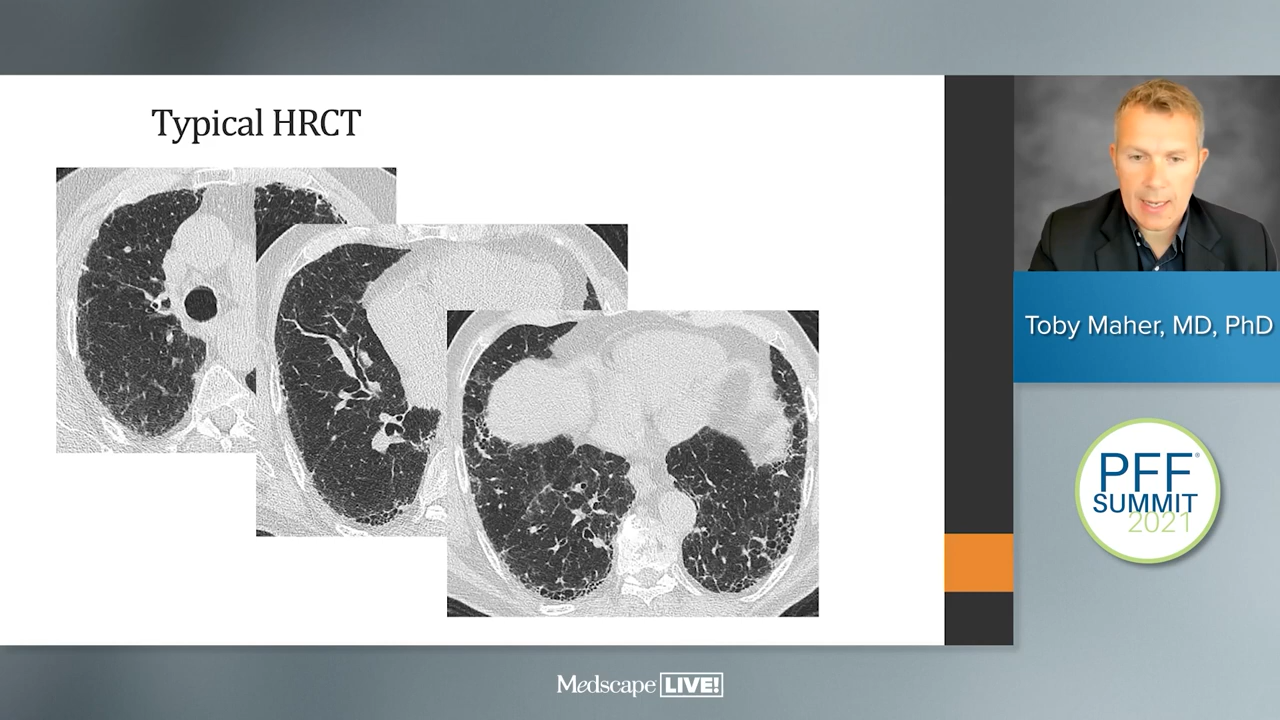 Typical HRCT
Toby Maher, MD, PhD
PFF®
SUMMIT
2021
Medscape LIVE!